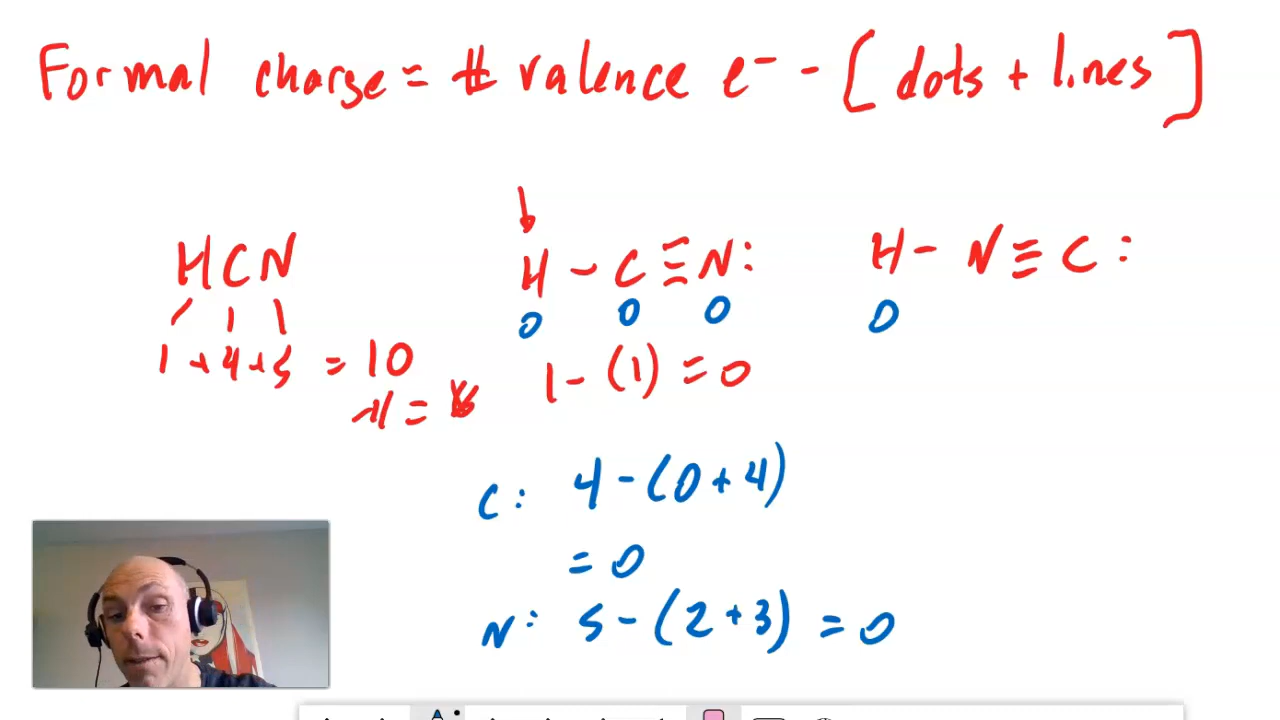 Formal charge = # valence e⁻ - [dots + lines]
HCN
1 + 4 + 5 = 10
H - C ≡ N:
0 0 0
1 - (1) = 0
H - N ≡ C:
0
C: 4 - (0 + 4)
= 0
N: 5 - (2 + 3) = 0